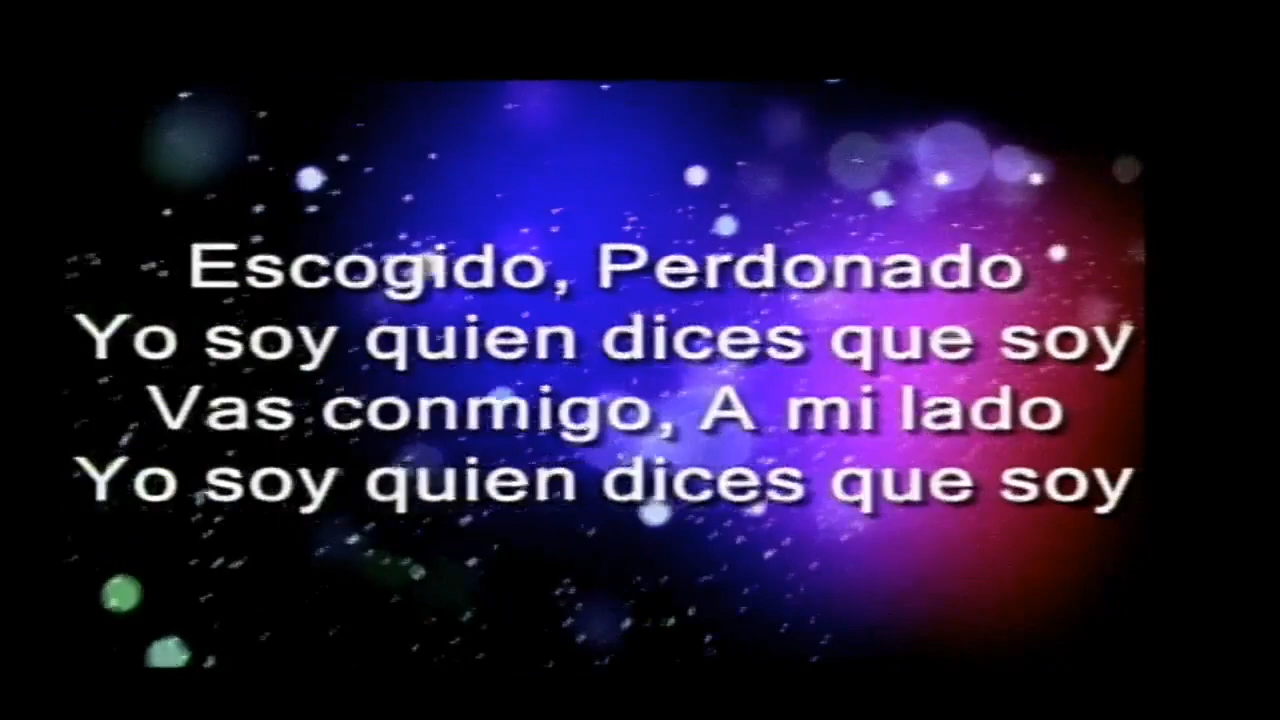 Escogido, Perdonado
Yo soy quien dices que soy
Vas conmigo, A mi lado
Yo soy quien dices que soy